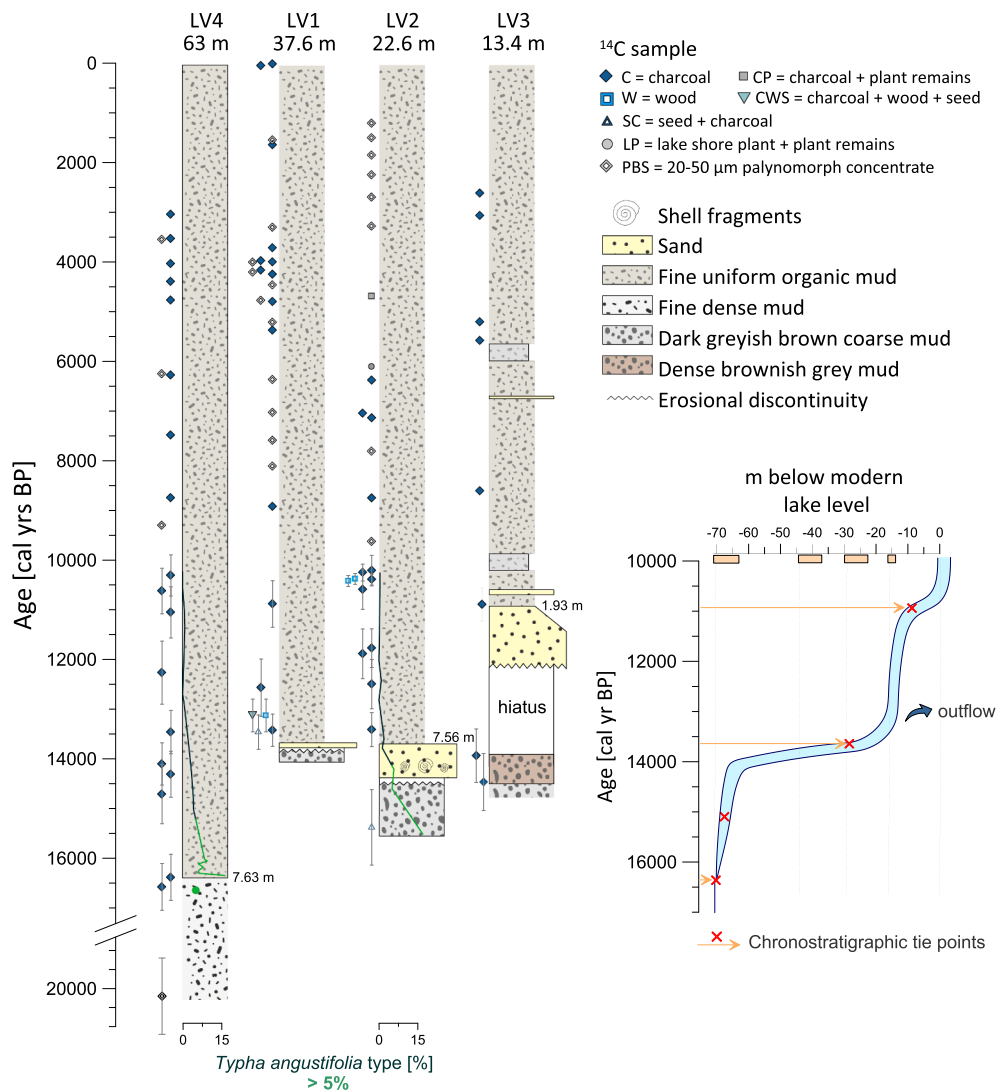 LV4
63 m
LV1
37.6 m
LV2
22.6 m
LV3
13.4 m
Age [cal yrs BP]
0
2000
4000
6000
8000
10000
12000
14000
16000
20000
7.63 m
7.56 m
1.93 m
hiatus
0 15
0 15
Typha angustifolia type [%]
> 5%
14C sample
C = charcoal
CP = charcoal + plant remains
W = wood
CWS = charcoal + wood + seed
SC = seed + charcoal
LP = lake shore plant + plant remains
PBS = 20-50 µm palynomorph concentrate
Shell fragments
Sand
Fine uniform organic mud
Fine dense mud
Dark greyish brown coarse mud
Dense brownish grey mud
Erosional discontinuity
m below modern
lake level
-70 -60 -50 -40 -30 -20 -10 0
Age [cal yr BP)
10000
12000
14000
16000
outflow
Chronostratigraphic tie points